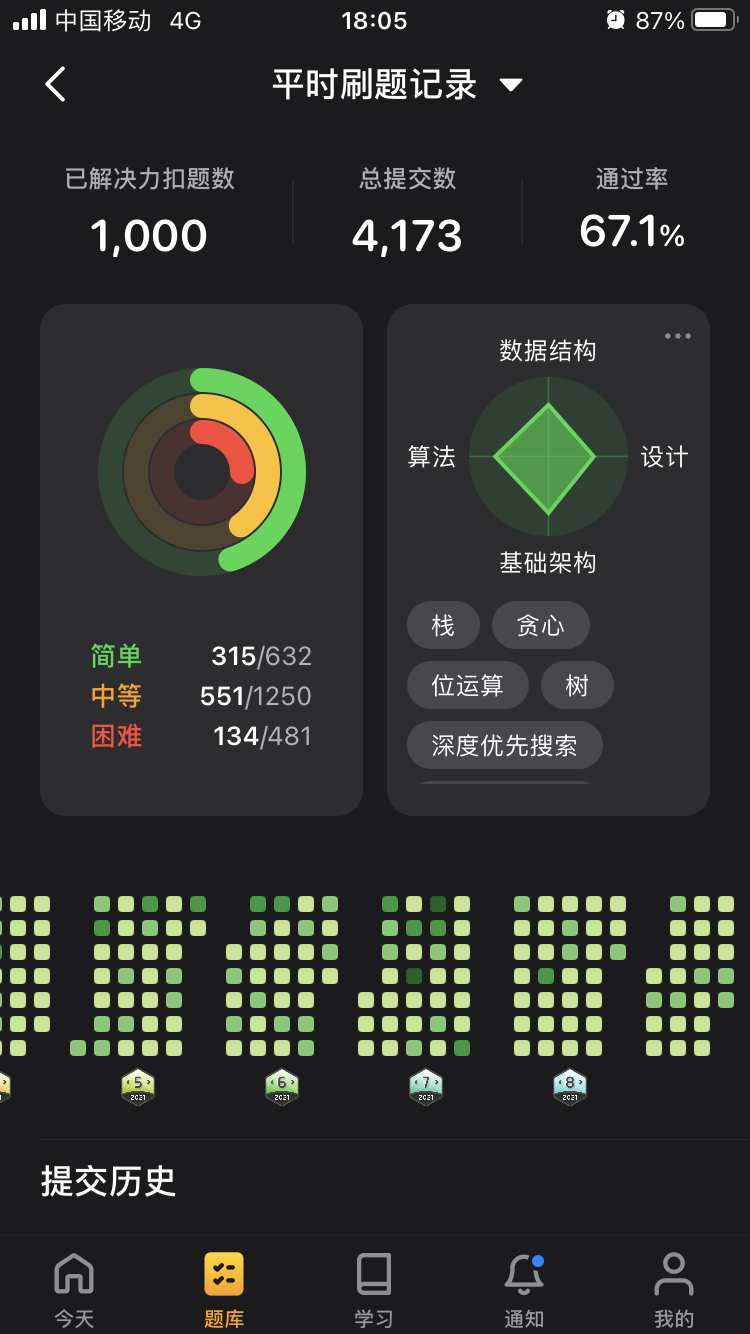 中国移动 4G 18:05 87%
平时刷题记录
已解决力扣题数 总提交数 通过率
1,000 4,173 67.1%
数据结构
算法 设计
基础架构
栈 贪心
位运算 树
深度优先搜索
简单 315/632
中等 551/1250
困难 134/481
5 6 7 8
2021 2021 2021 2021
提交历史
今天 题库 学习 通知 我的